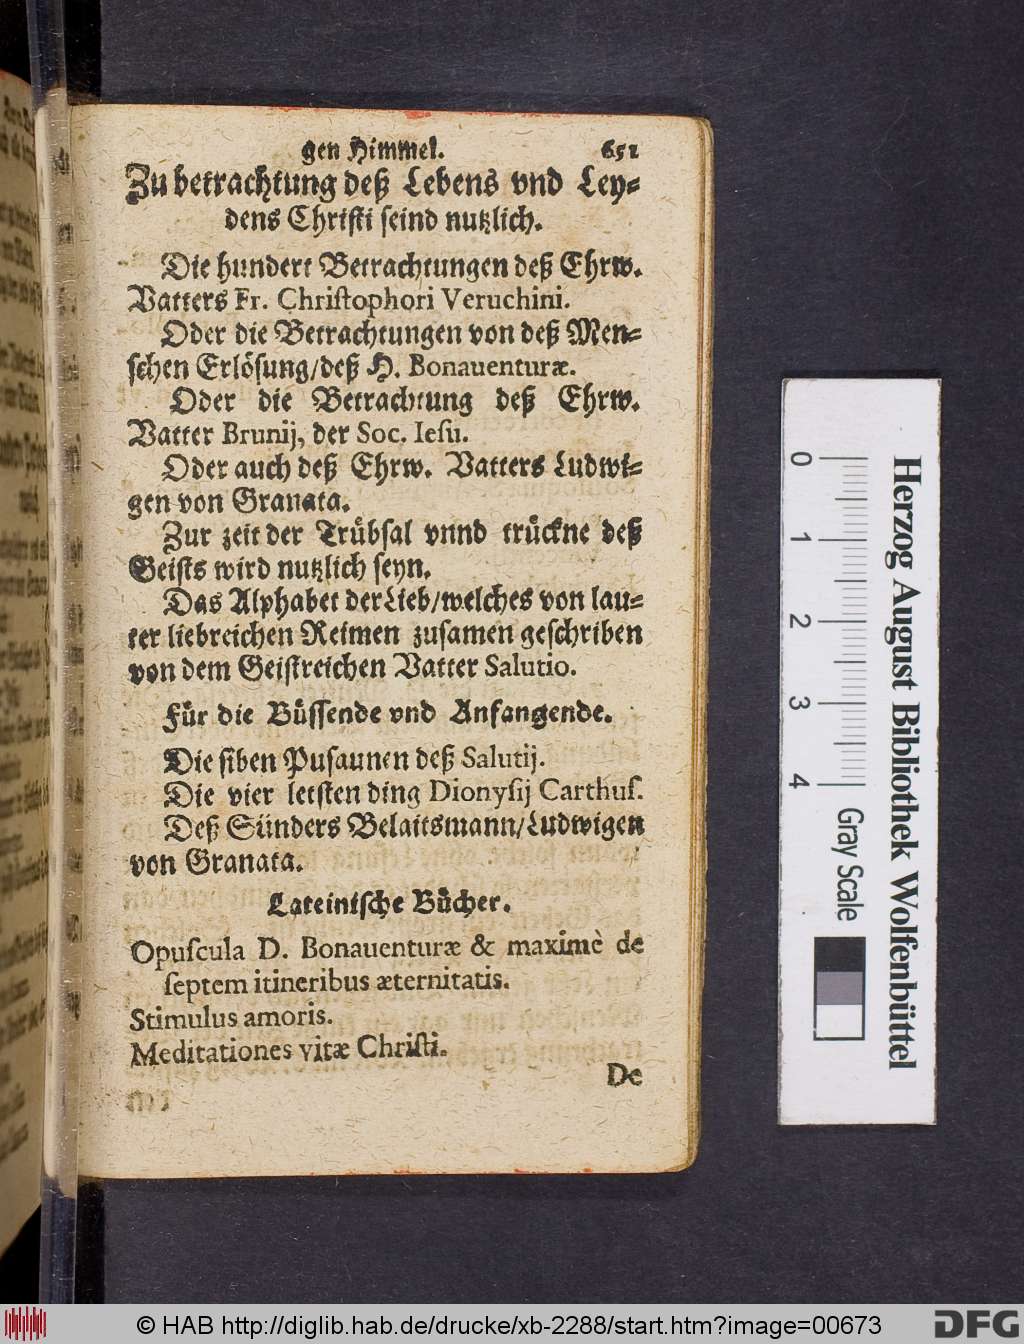 gen Himmel. 651
Zu betrachtung deß Lebens vnd Ley=
dens Christi seind nutzlich.
Die hundert Betrachtungen deß Ehrw.
Vatters Fr. Christophori Veruchini.
Oder die Betrachtungen von deß Men=
schen Erlösung/deß H. Bonauenturæ.
Oder die Betrachtung deß Ehrw.
Vatter Brunij, der Soc. Iesu.
Oder auch deß Ehrw. Vatters Ludwi=
gen von Granata.
Zur zeit der Trübsal vnnd trückne deß
Geists wird nutzlich seyn.
Das Alphabet der Lieb/welches von lau=
ter liebreichen Reimen zusamen geschriben
von dem Geistreichen Vatter Salutio.
Für die Büssende vnd Anfangende.
Die siben Pusaunen deß Salutij.
Die vier letsten ding Dionysij Carthus.
Deß Sünders Belaitsmann/Ludwigen
von Granata.
Lateinische Bücher.
Opuscula D. Bonauenturæ & maximè de
septem itineribus æternitatis.
Stimulus amoris.
Meditationes vitæ Christi.
De
0 1 2 3 4 Gray Scale
Herzog August Bibliothek Wolfenbüttel
© HAB http://diglib.hab.de/drucke/xb-2288/start.htm?image=00673
DFG